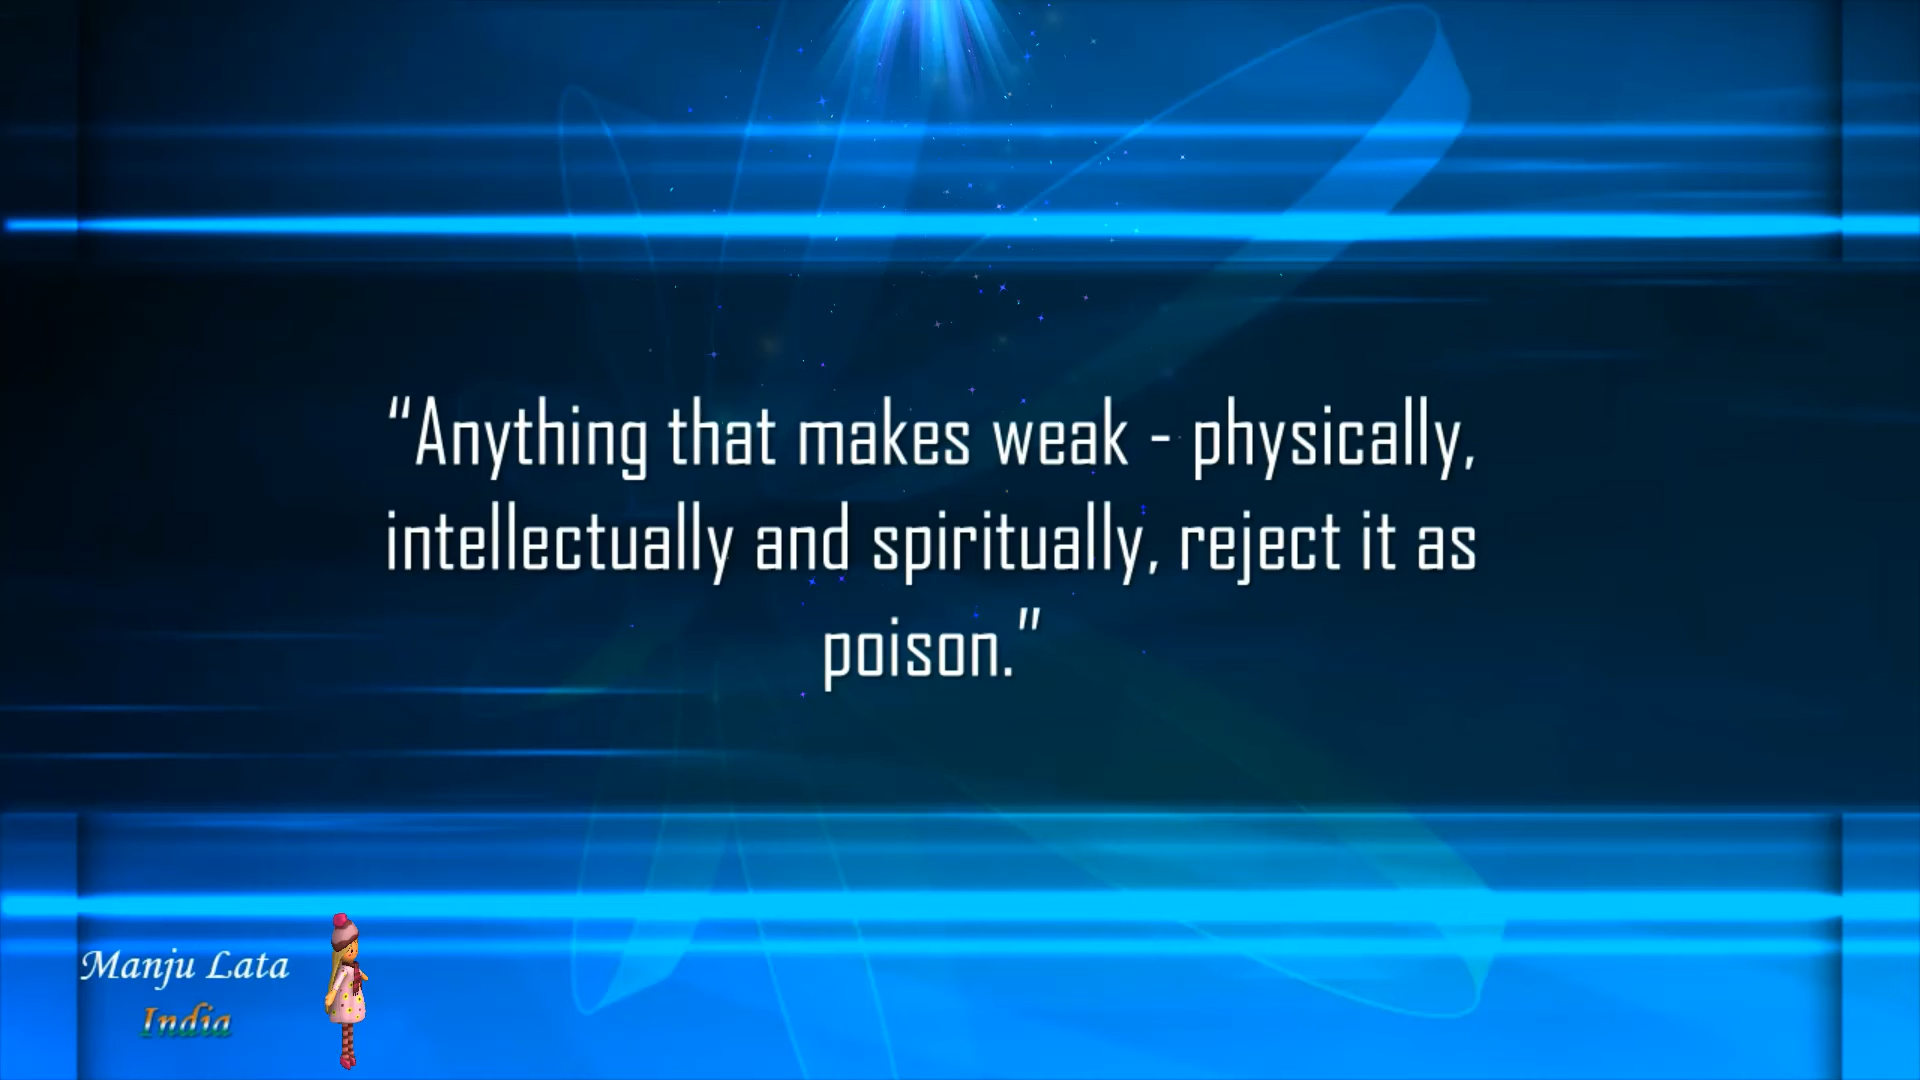 “Anything that makes weak - physically,
intellectually and spiritually, reject it as
poison.”
Manju Lata
India